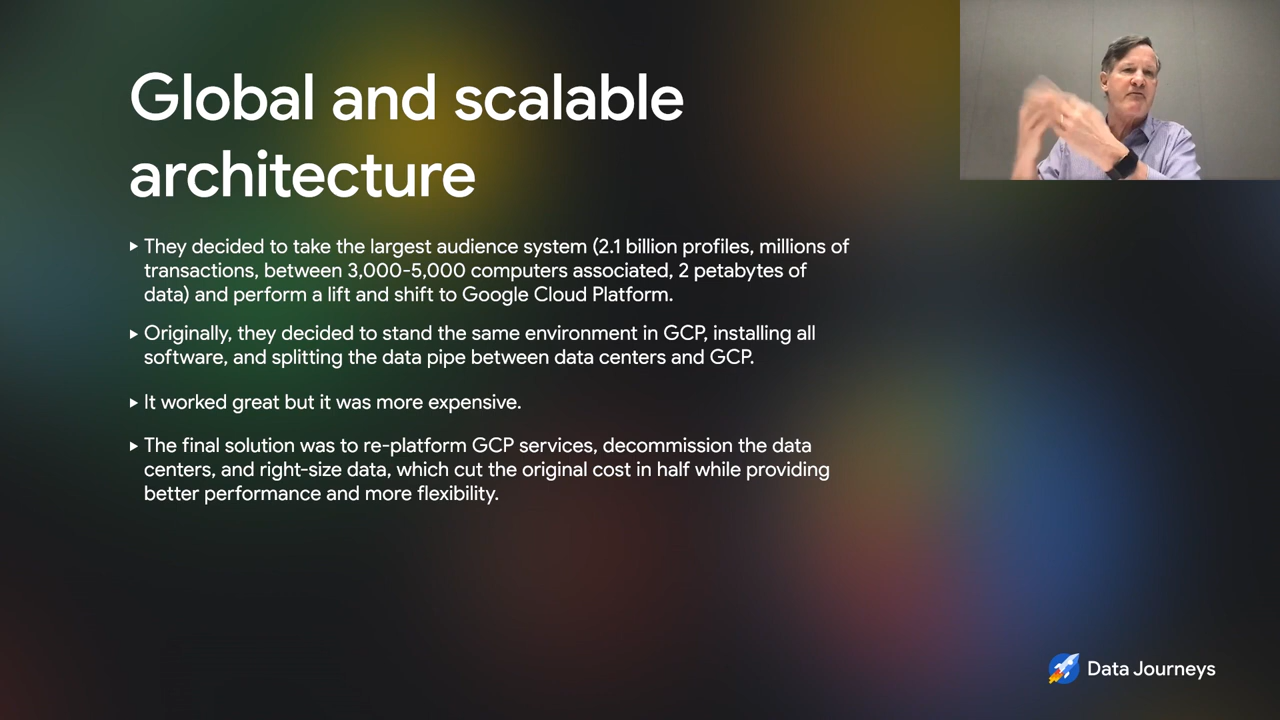 Global and scalable
architecture
They decided to take the largest audience system (2.1 billion profiles, millions of
transactions, between 3,000-5,000 computers associated, 2 petabytes of
data) and perform a lift and shift to Google Cloud Platform.
Originally, they decided to stand the same environment in GCP, installing all
software, and splitting the data pipe between data centers and GCP.
It worked great but it was more expensive.
The final solution was to re-platform GCP services, decommission the data
centers, and right-size data, which cut the original cost in half while providing
better performance and more flexibility.
Data Journeys